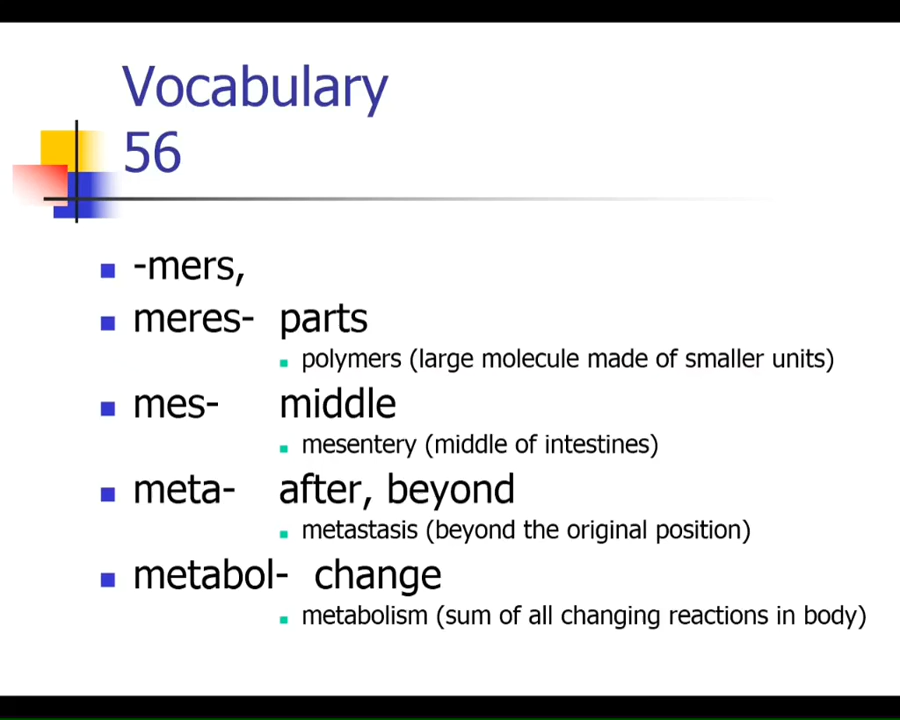 Vocabulary
56
-mers,
meres- parts
polymers (large molecule made of smaller units)
mes- middle
mesentery (middle of intestines)
meta- after, beyond
metastasis (beyond the original position)
metabol- change
metabolism (sum of all changing reactions in body)